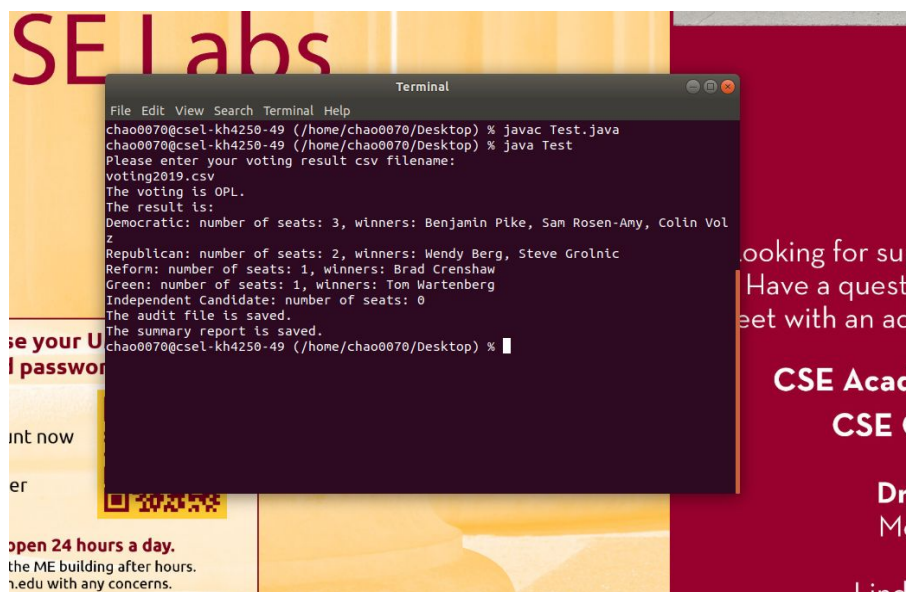 SE Labs
Terminal
File Edit View Search Terminal Help
chao0070@csel-kh4250-49 (/home/chao0070/Desktop) % javac Test.java
chao0070@csel-kh4250-49 (/home/chao0070/Desktop) % java Test
Please enter your voting result csv filename:
voting2019.csv
The voting is OPL.
The result is:
Democratic: number of seats: 3, winners: Benjamin Pike, Sam Rosen-Amy, Colin Vol
z
Republican: number of seats: 2, winners: Wendy Berg, Steve Grolnic
Reform: number of seats: 1, winners: Brad Crenshaw
Green: number of seats: 1, winners: Tom Wartenberg
Independent Candidate: number of seats: 0
The audit file is saved.
The summary report is saved.
chao0070@csel-kh4250-49 (/home/chao0070/Desktop) %
se your U
passwor
unt now
er
open 24 hours a day.
the ME building after hours.
n.edu with any concerns.
ooking for su
Have a quest
eet with an ac
CSE Acad
CSE
Dr